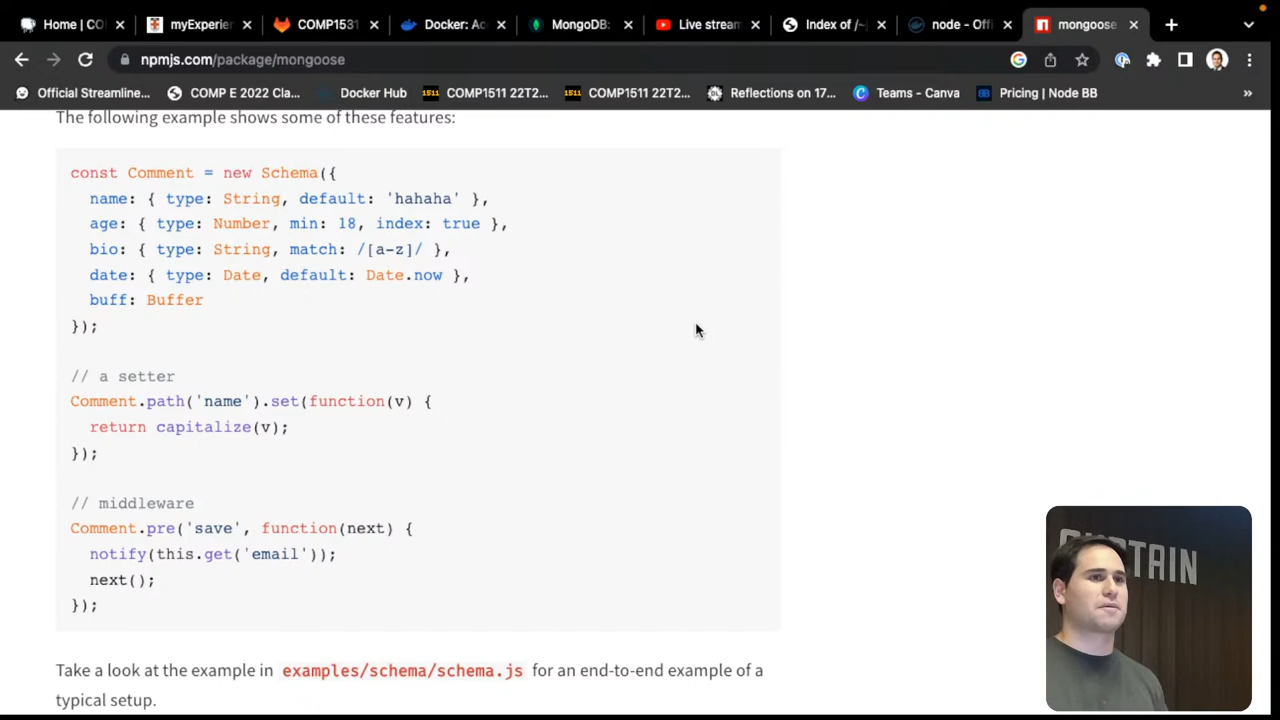 Home | CO
myExperie
COMP1531
Docker: Ac
MongoDB:
Live stream
Index of /~
node - Offi
mongoose
npmjs.com/package/mongoose
Official Streamline...
COMP E 2022 Cla...
Docker Hub
1511
COMP1511 22T2...
1511
COMP1511 22T2...
Reflections on 17...
Teams - Canva
Pricing | Node BB
»
The following example shows some of these features:
const Comment = new Schema({
name: { type: String, default: 'hahaha' },
age: { type: Number, min: 18, index: true },
bio: { type: String, match: /[a-z]/ },
date: { type: Date, default: Date.now },
buff: Buffer
});
// a setter
Comment.path('name').set(function(v) {
return capitalize(v);
});
// middleware
Comment.pre('save', function(next) {
notify(this.get('email'));
next();
});
Take a look at the example in examples/schema/schema.js for an end-to-end example of a
typical setup.